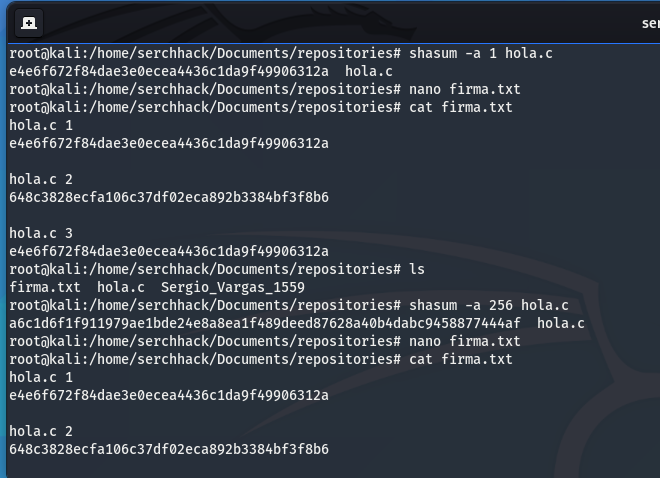 ser
root@kali:/home/serchhack/Documents/repositories# shasum -a 1 hola.c
e4e6f672f84dae3e0ecea4436c1da9f49906312a  hola.c
root@kali:/home/serchhack/Documents/repositories# nano firma.txt
root@kali:/home/serchhack/Documents/repositories# cat firma.txt
hola.c 1
e4e6f672f84dae3e0ecea4436c1da9f49906312a
hola.c 2
648c3828ecfa106c37df02eca892b3384bf3f8b6
hola.c 3
e4e6f672f84dae3e0ecea4436c1da9f49906312a
root@kali:/home/serchhack/Documents/repositories# ls
firma.txt  hola.c  Sergio_Vargas_1559
root@kali:/home/serchhack/Documents/repositories# shasum -a 256 hola.c
a6c1d6f1f911979ae1bde24e8a8ea1f489deed87628a40b4dabc9458877444af  hola.c
root@kali:/home/serchhack/Documents/repositories# nano firma.txt
root@kali:/home/serchhack/Documents/repositories# cat firma.txt
hola.c 1
e4e6f672f84dae3e0ecea4436c1da9f49906312a
hola.c 2
648c3828ecfa106c37df02eca892b3384bf3f8b6